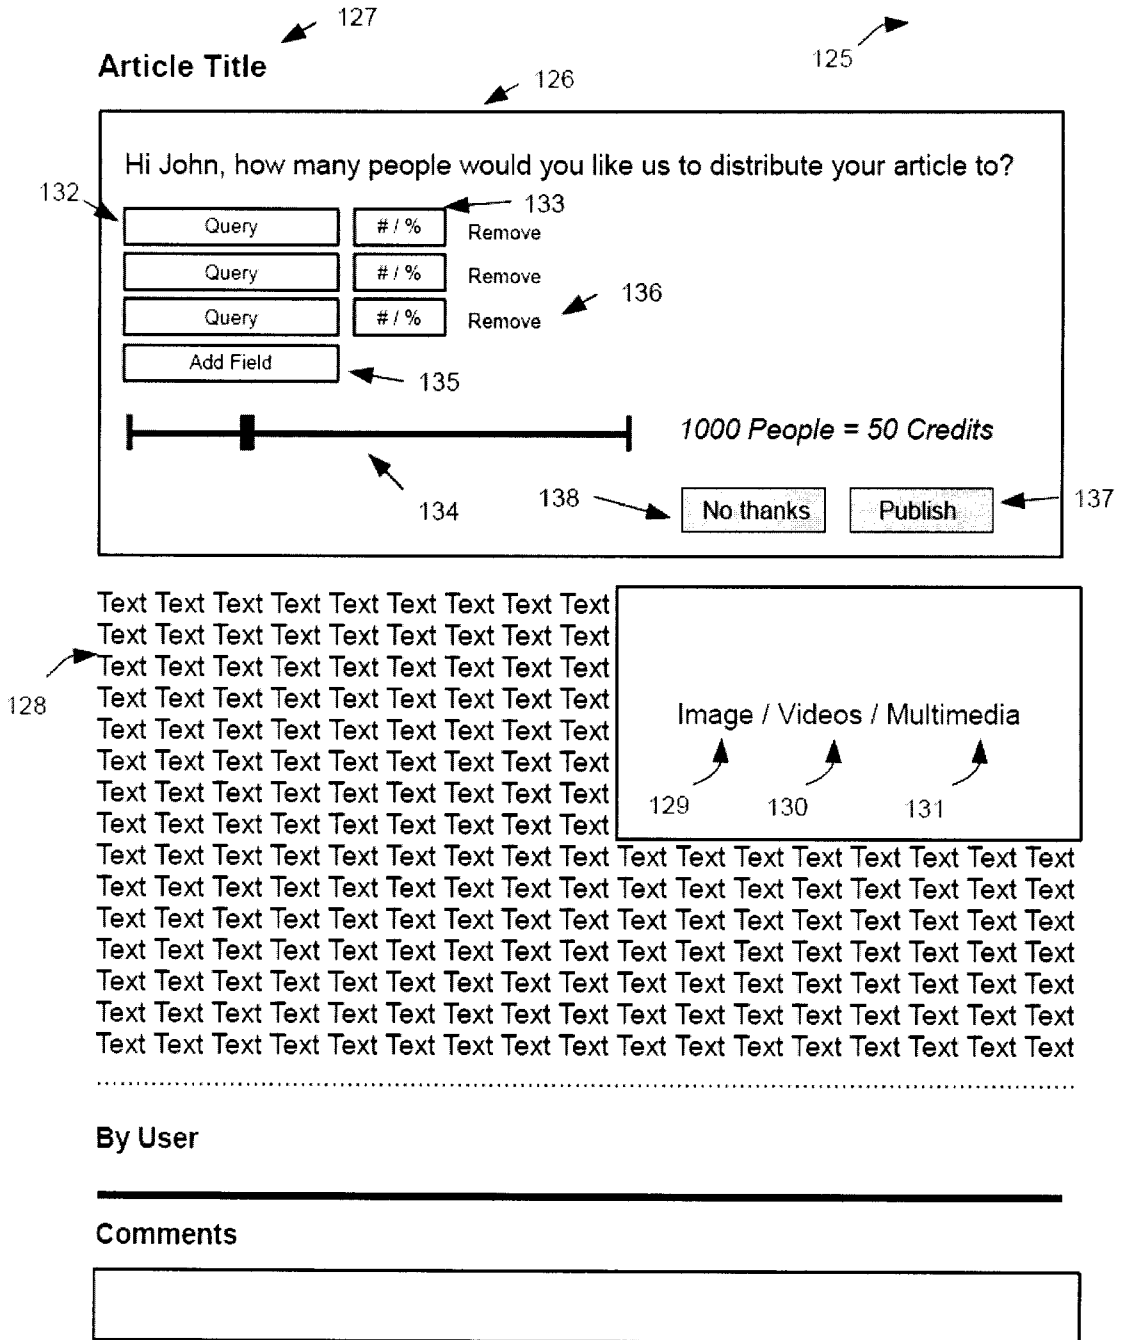 127
125
Article Title
126
Hi John, how many people would you like us to distribute your article to?
132
133
Query # / % Remove
Query # / % Remove
136
Query # / % Remove
Add Field
135
1000 People = 50 Credits
134
138
No thanks Publish
137
Text Text Text Text Text Text Text Text Text
Text Text Text Text Text Text Text Text Text
Text Text Text Text Text Text Text Text Text
128
Text Text Text Text Text Text Text Text Text
Text Text Text Text Text Text Text Text Text
Text Text Text Text Text Text Text Text Text
Text Text Text Text Text Text Text Text Text
Text Text Text Text Text Text Text Text Text
Image / Videos / Multimedia
129 130 131
Text Text Text Text Text Text Text Text Text Text Text Text Text Text Text Text Text
Text Text Text Text Text Text Text Text Text Text Text Text Text Text Text Text Text
Text Text Text Text Text Text Text Text Text Text Text Text Text Text Text Text Text
Text Text Text Text Text Text Text Text Text Text Text Text Text Text Text Text Text
Text Text Text Text Text Text Text Text Text Text Text Text Text Text Text Text Text
Text Text Text Text Text Text Text Text Text Text Text Text Text Text Text Text Text
Text Text Text Text Text Text Text Text Text Text Text Text Text Text Text Text Text
By User
Comments